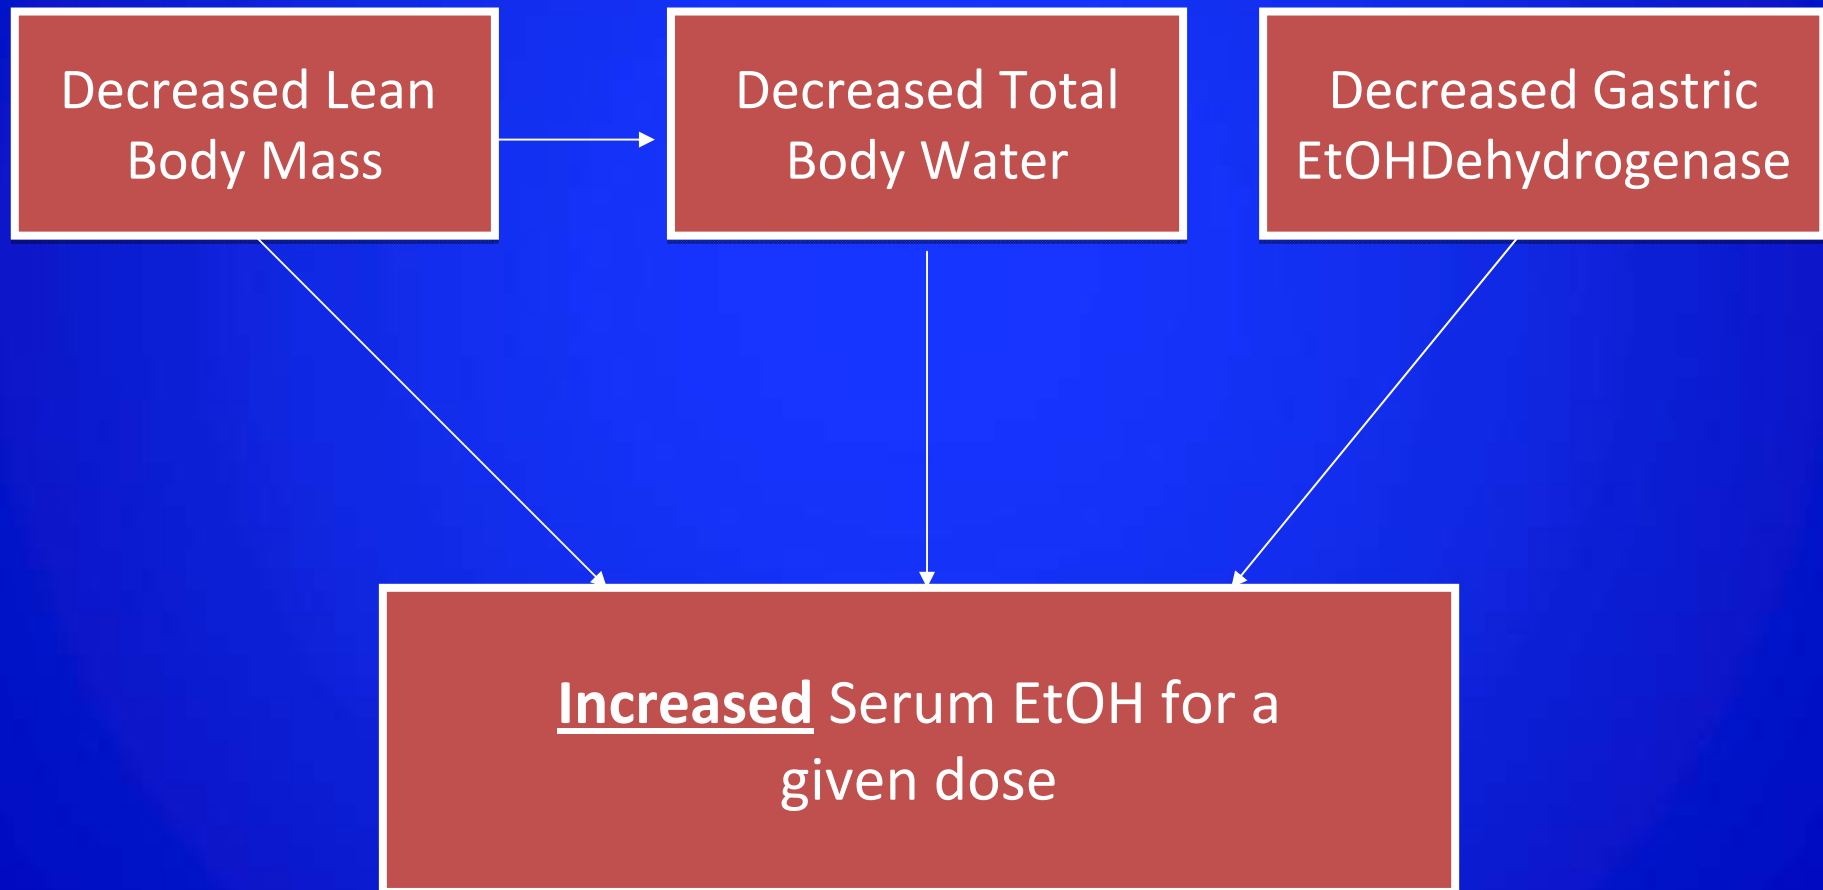 Decreased Lean
Body Mass
Decreased Total
Body Water
Decreased Gastric
EtOHDehydrogenase
Increased Serum EtOH for a
given dose